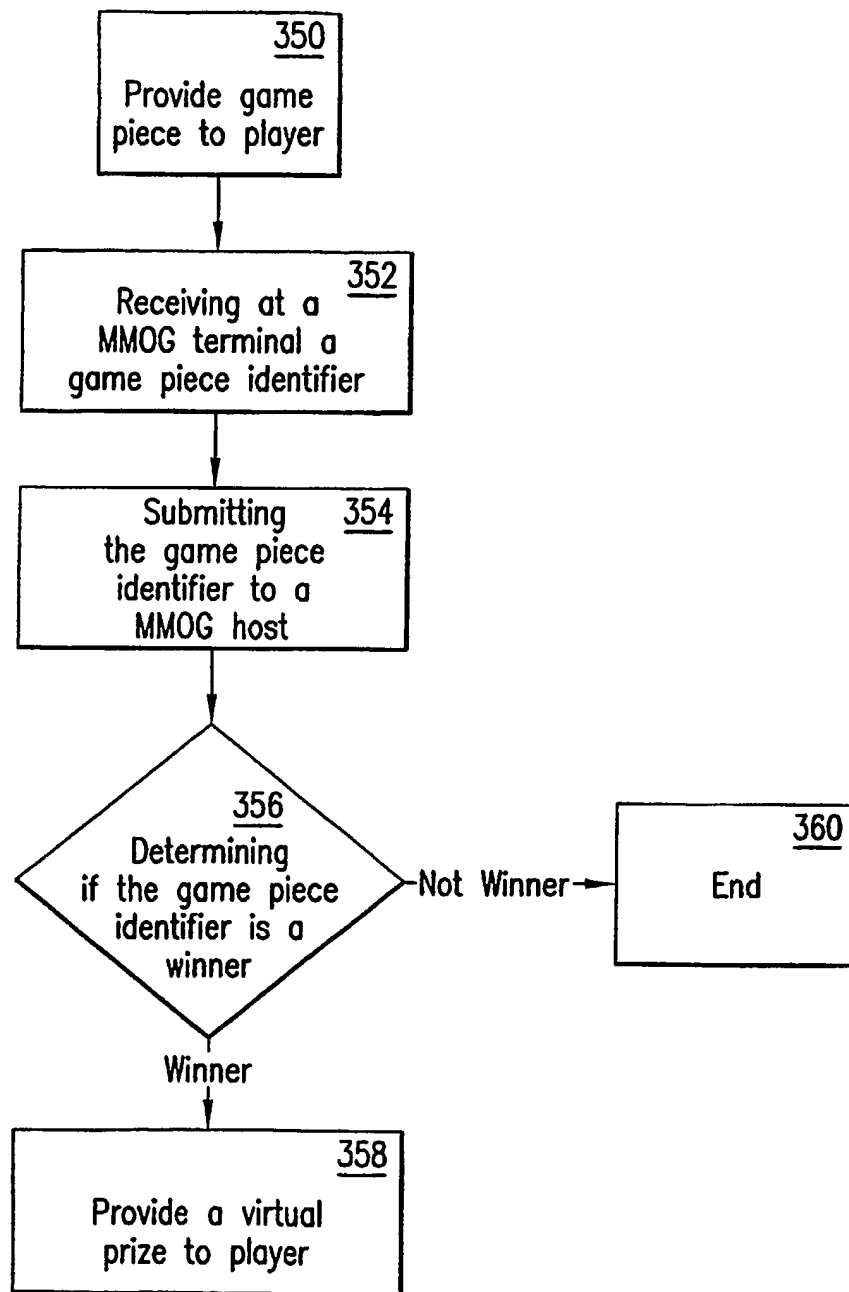 350
Provide game
piece to player
352
Receiving at a
MMOG terminal a
game piece identifier
354
Submitting
the game piece
identifier to a
MMOG host
356
Determining
if the game piece
identifier is a
winner
Not Winner
360
End
Winner
358
Provide a virtual
prize to player